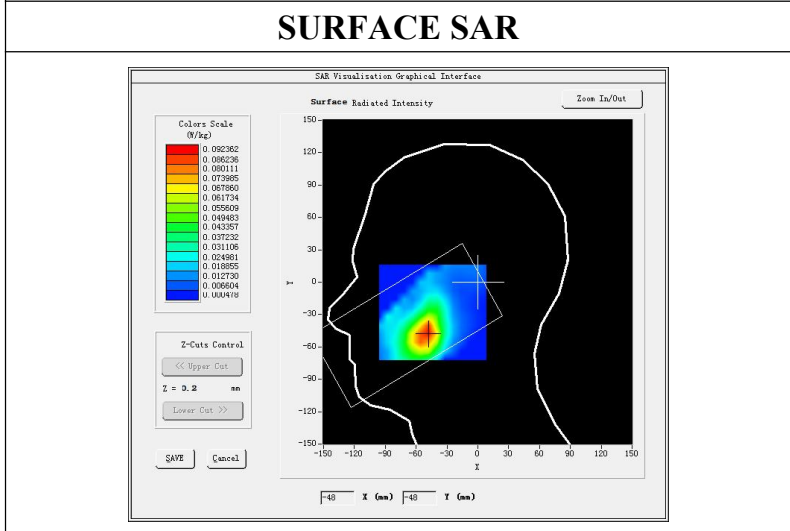 SURFACE SAR
SAR Visualisation Graphical Interface
Surface Radiated Intensity
Zoom In/Out
Colors Scale
(W/kg)
0.092362
0.086236
0.080111
0.073985
0.067860
0.061734
0.055609
0.049483
0.043357
0.037232
0.031106
0.024981
0.018855
0.012730
0.006604
0.000478
Z-Cuts Control
<< Upper Cut
Z = 0.2 mm
Lower Cut >>
SAVE Cancel
150
120
90
60
30
0
-30
-60
-90
-120
-150
Y
-150 -120 -90 -60 -30 0 30 60 90 120 150
X
-48 X (mm) -48 Y (mm)